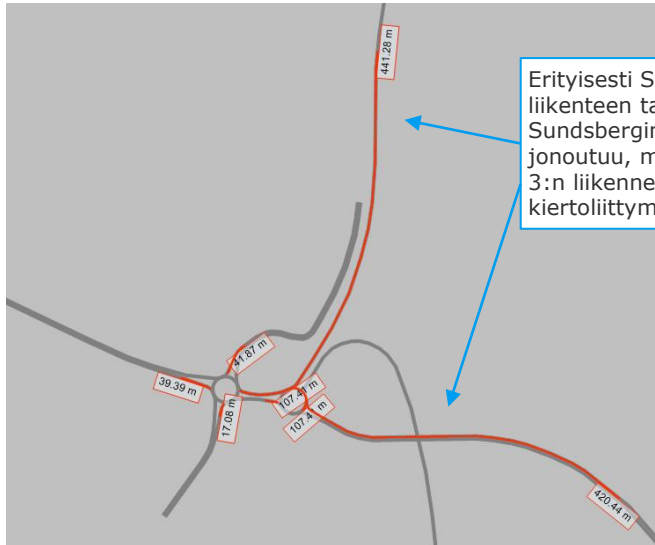 441.28 m
Erityisesti S
liikenteen ta
Sundsbergin
jonoutuu, m
3:n liikenne
kiertoliittym
41.87 m
39.39 m
107.41 m
17.08 m
107.41 m
420.44 m